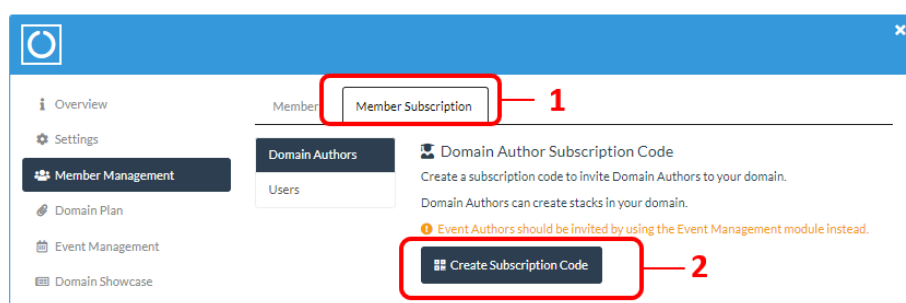 ×
Overview
Settings
Member Management
Domain Plan
Event Management
Domain Showcase
Member
Member Subscription
1
Domain Authors
Users
Domain Author Subscription Code
Create a subscription code to invite Domain Authors to your domain.
Domain Authors can create stacks in your domain.
Event Authors should be invited by using the Event Management module instead.
Create Subscription Code
2